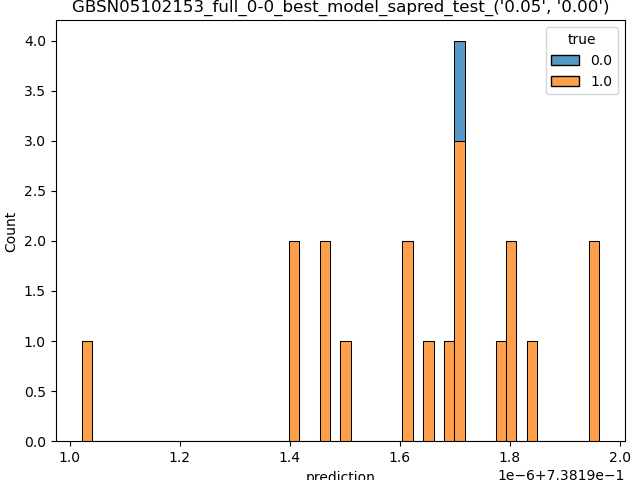 GBSN05102153_full_0-0_best_model_sapred_test_('0.05', '0.00')
4.0
3.5
3.0
2.5
2.0
1.5
1.0
0.5
0.0
Count
true
0.0
1.0
1.0 1.2 1.4 1.6 1.8 2.0
prediction
1e−6+7.3819e−1